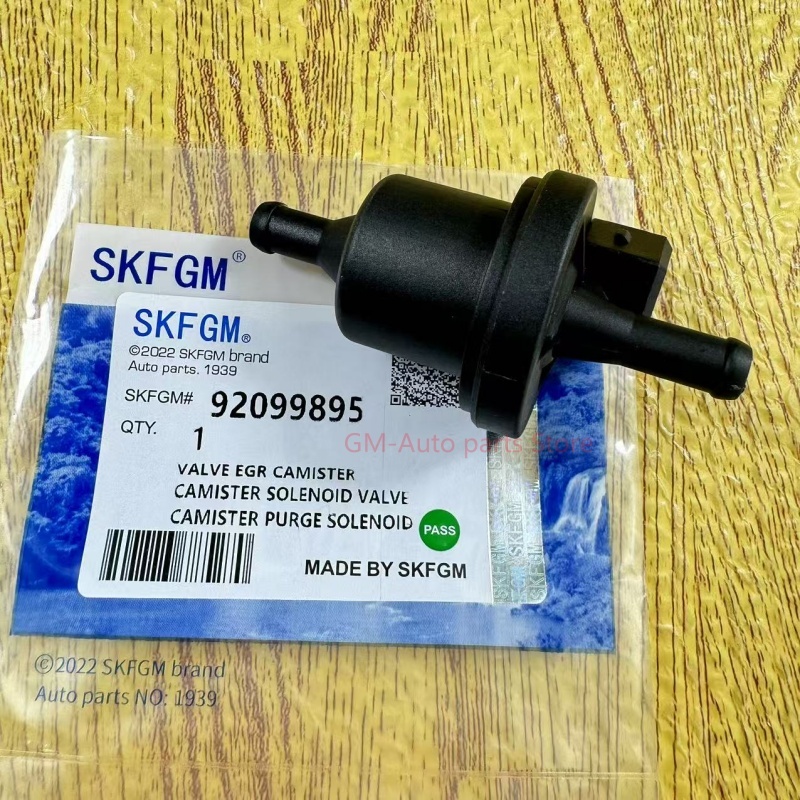 SKFGM®
SKFGM®
©2022 SKFGM brand
Auto parts. 1939
SKFGM# 92099895
QTY. 1
GM-Auto parts Store
VALVE EGR CAMISTER
CAMISTER SOLENOID VALVE
CAMISTER PURGE SOLENOID PASS
MADE BY SKFGM
©2022 SKFGM brand
Auto parts NO: 1939